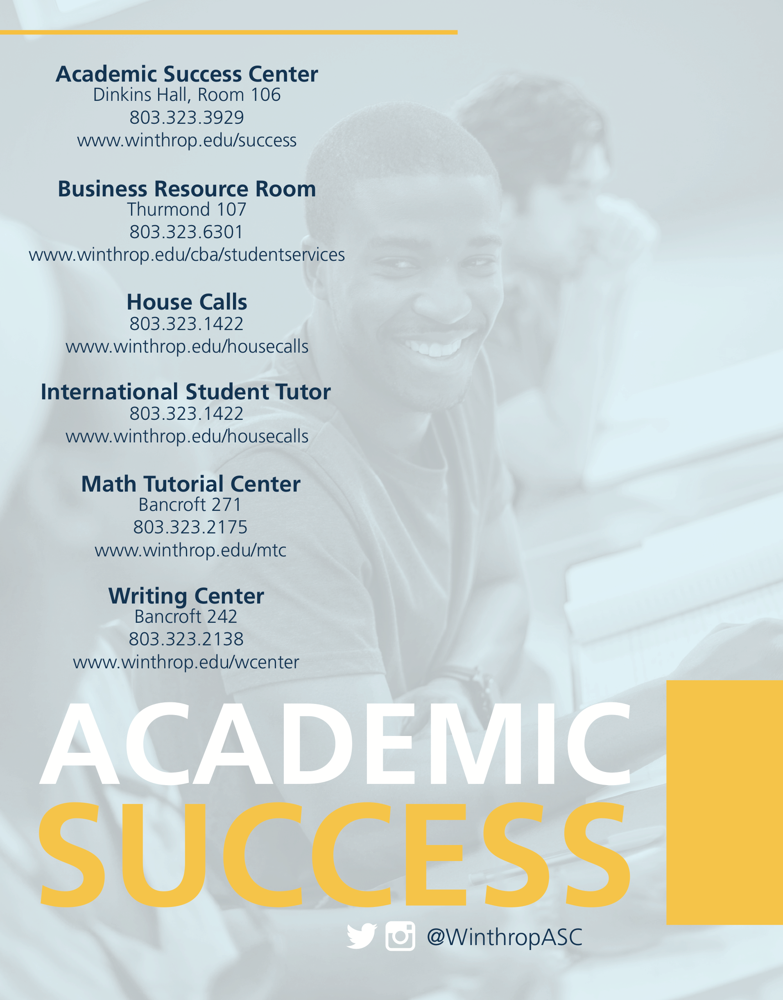 Academic Success Center
Dinkins Hall, Room 106
803.323.3929
www.winthrop.edu/success
Business Resource Room
Thurmond 107
803.323.6301
www.winthrop.edu/cba/studentservices
House Calls
803.323.1422
www.winthrop.edu/housecalls
International Student Tutor
803.323.1422
www.winthrop.edu/housecalls
Math Tutorial Center
Bancroft 271
803.323.2175
www.winthrop.edu/mtc
Writing Center
Bancroft 242
803.323.2138
www.winthrop.edu/wcenter
ACADEMIC
SUCCESS
@WinthropASC